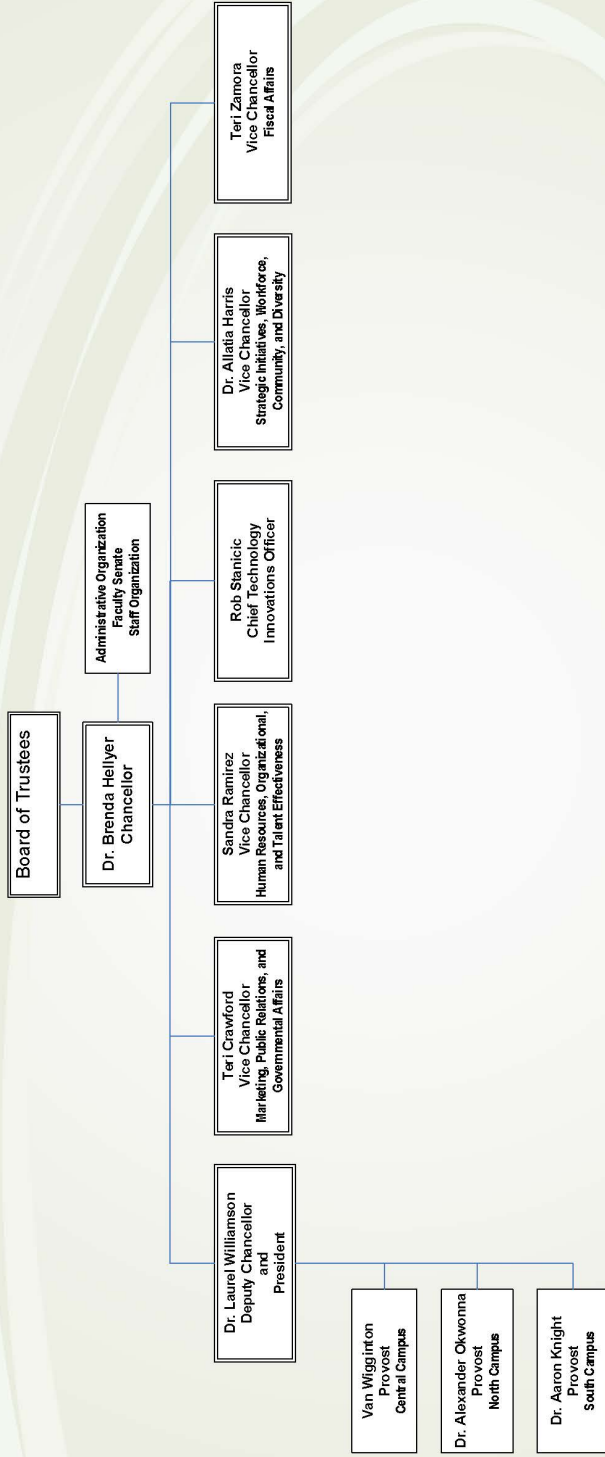 Board of Trustees
Dr. Brenda Hellyer
Chancellor
Administrative Organization
Faculty Senate
Staff Organization
Dr. Laurel Williamson
Deputy Chancellor
and
President
Teri Crawford
Vice Chancellor
Marketing, Public Relations, and
Governmental Affairs
Sandra Ramirez
Vice Chancellor
Human Resources, Organizational,
and Talent Effectiveness
Rob Stanicic
Chief Technology
Innovations Officer
Dr. Allatia Harris
Vice Chancellor
Strategic Initiatives, Workforce,
Community, and Diversity
Teri Zamora
Vice Chancellor
Fiscal Affairs
Van Wigginton
Provost
Central Campus
Dr. Alexander Okwonna
Provost
North Campus
Dr. Aaron Knight
Provost
South Campus